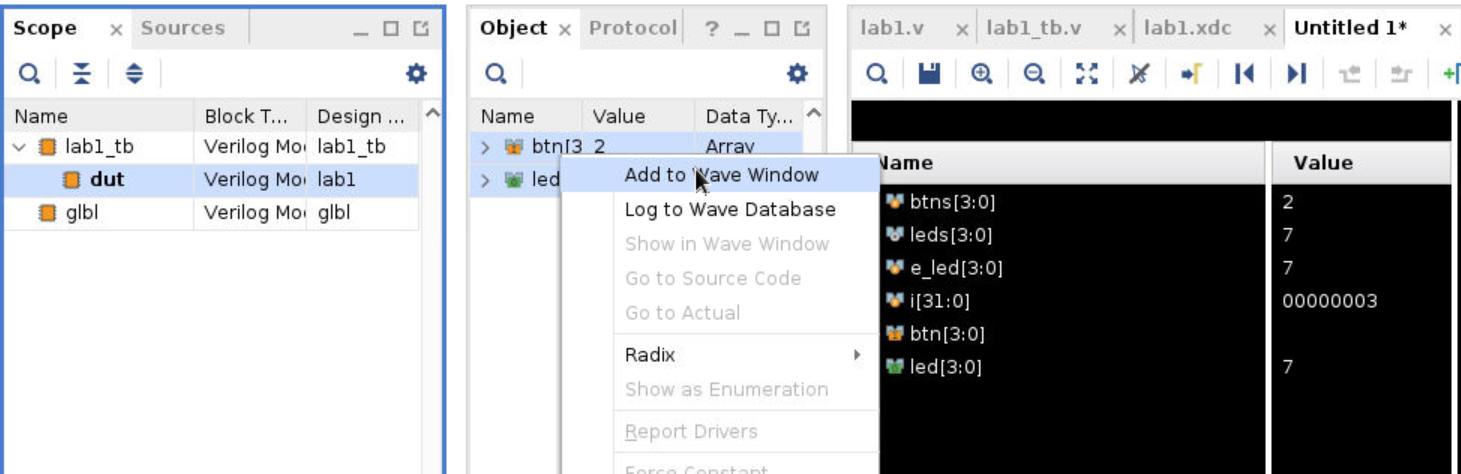 Scope Sources
Name Block T... Design ...
lab1_tb Verilog Mo lab1_tb
dut Verilog Mo lab1
glbl Verilog Mo glbl
Object Protocol ?
Name Value Data Ty...
btn[3 2 Array
led
Add to Wave Window
Log to Wave Database
Show in Wave Window
Go to Source Code
Go to Actual
Radix
Show as Enumeration
Report Drivers
Force Constant
lab1.v lab1_tb.v lab1.xdc Untitled 1*
Name Value
btns[3:0] 2
leds[3:0] 7
e_led[3:0] 7
i[31:0] 00000003
btn[3:0]
led[3:0] 7